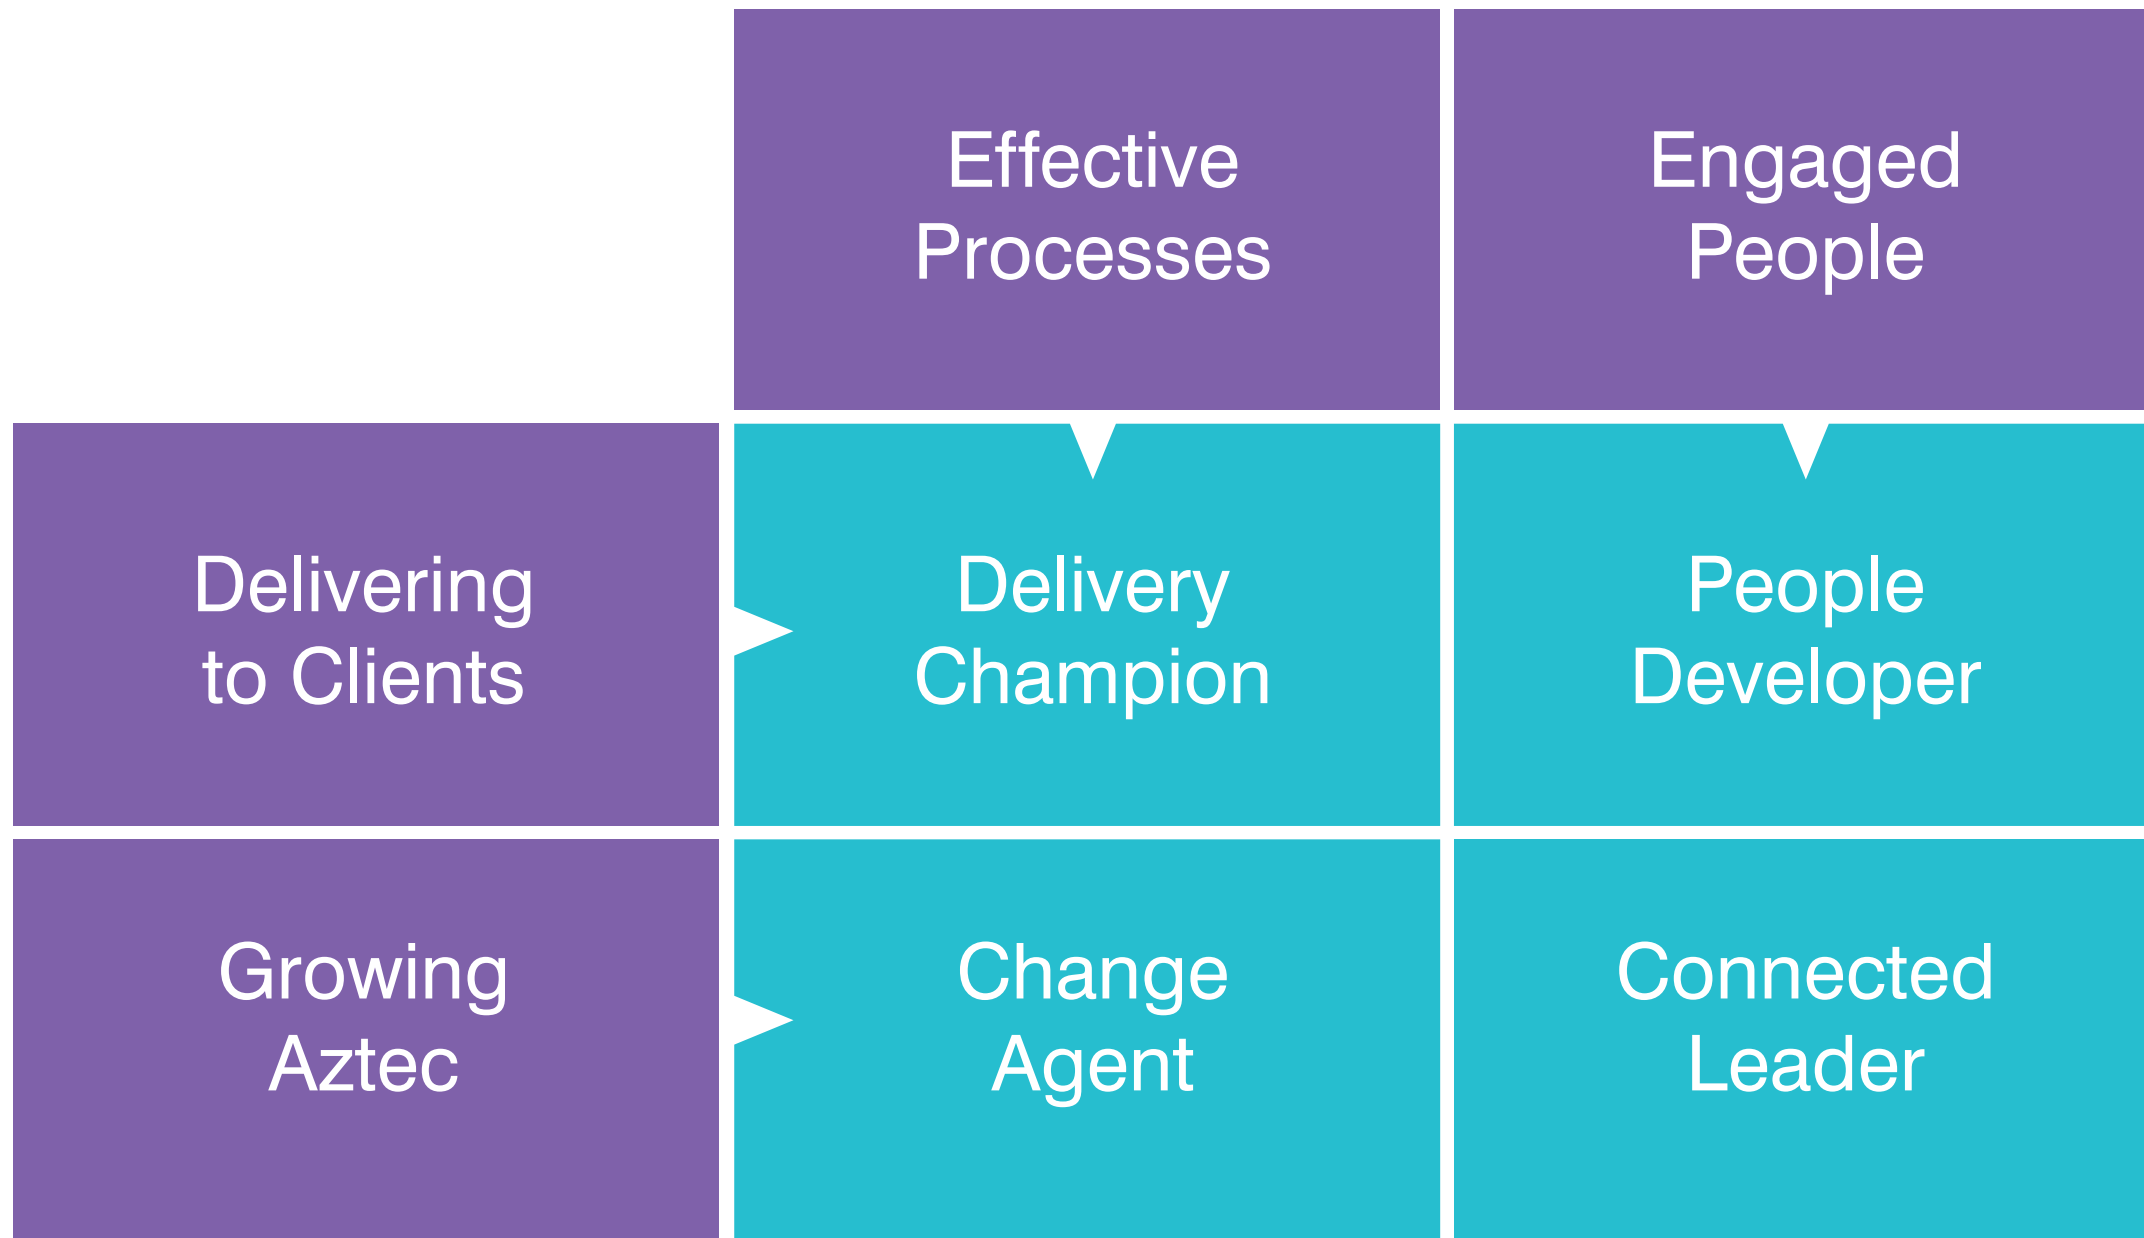 Effective
Processes
Engaged
People
Delivering
to Clients
Delivery
Champion
People
Developer
Growing
Aztec
Change
Agent
Connected
Leader